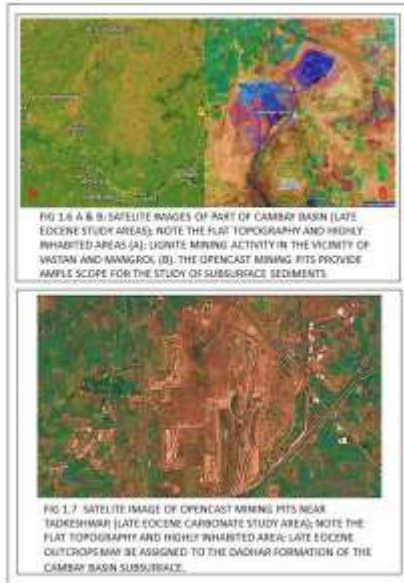 A
B
FIG 1.6 A & B: SATELITE IMAGES OF PART OF CAMBAY BASIN (LATE
EOCENE STUDY AREAS); NOTE THE FLAT TOPOGRAPHY AND HIGHLY
INHABITED AREAS (A); LIGNITE MINING ACTIVITY IN THE VICINITY OF
VASTAN AND MANGROL (B). THE OPENCAST MINING PITS PROVIDE
AMPLE SCOPE FOR THE STUDY OF SUBSURFACE SEDIMENTS
FIG 1.7 SATELITE IMAGE OF OPENCAST MINING PITS NEAR
TADKESHWAR (LATE EOCENE CARBONATE STUDY AREA); NOTE THE
FLAT TOPOGRAPHY AND HIGHLY INHABITED AREA; LATE EOCENE
OUTCROPS MAY BE ASSIGNED TO THE DADHAR FORMATION OF THE
CAMBAY BASIN SUBSURFACE.